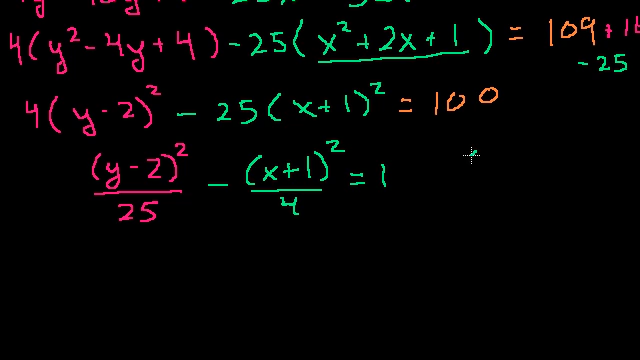 4(y² - 4y + 4) - 25(x² + 2x + 1) = 109 + 16
- 25
4(y - 2)² - 25(x + 1)² = 100
(y - 2)²/25 - (x + 1)²/4 = 1